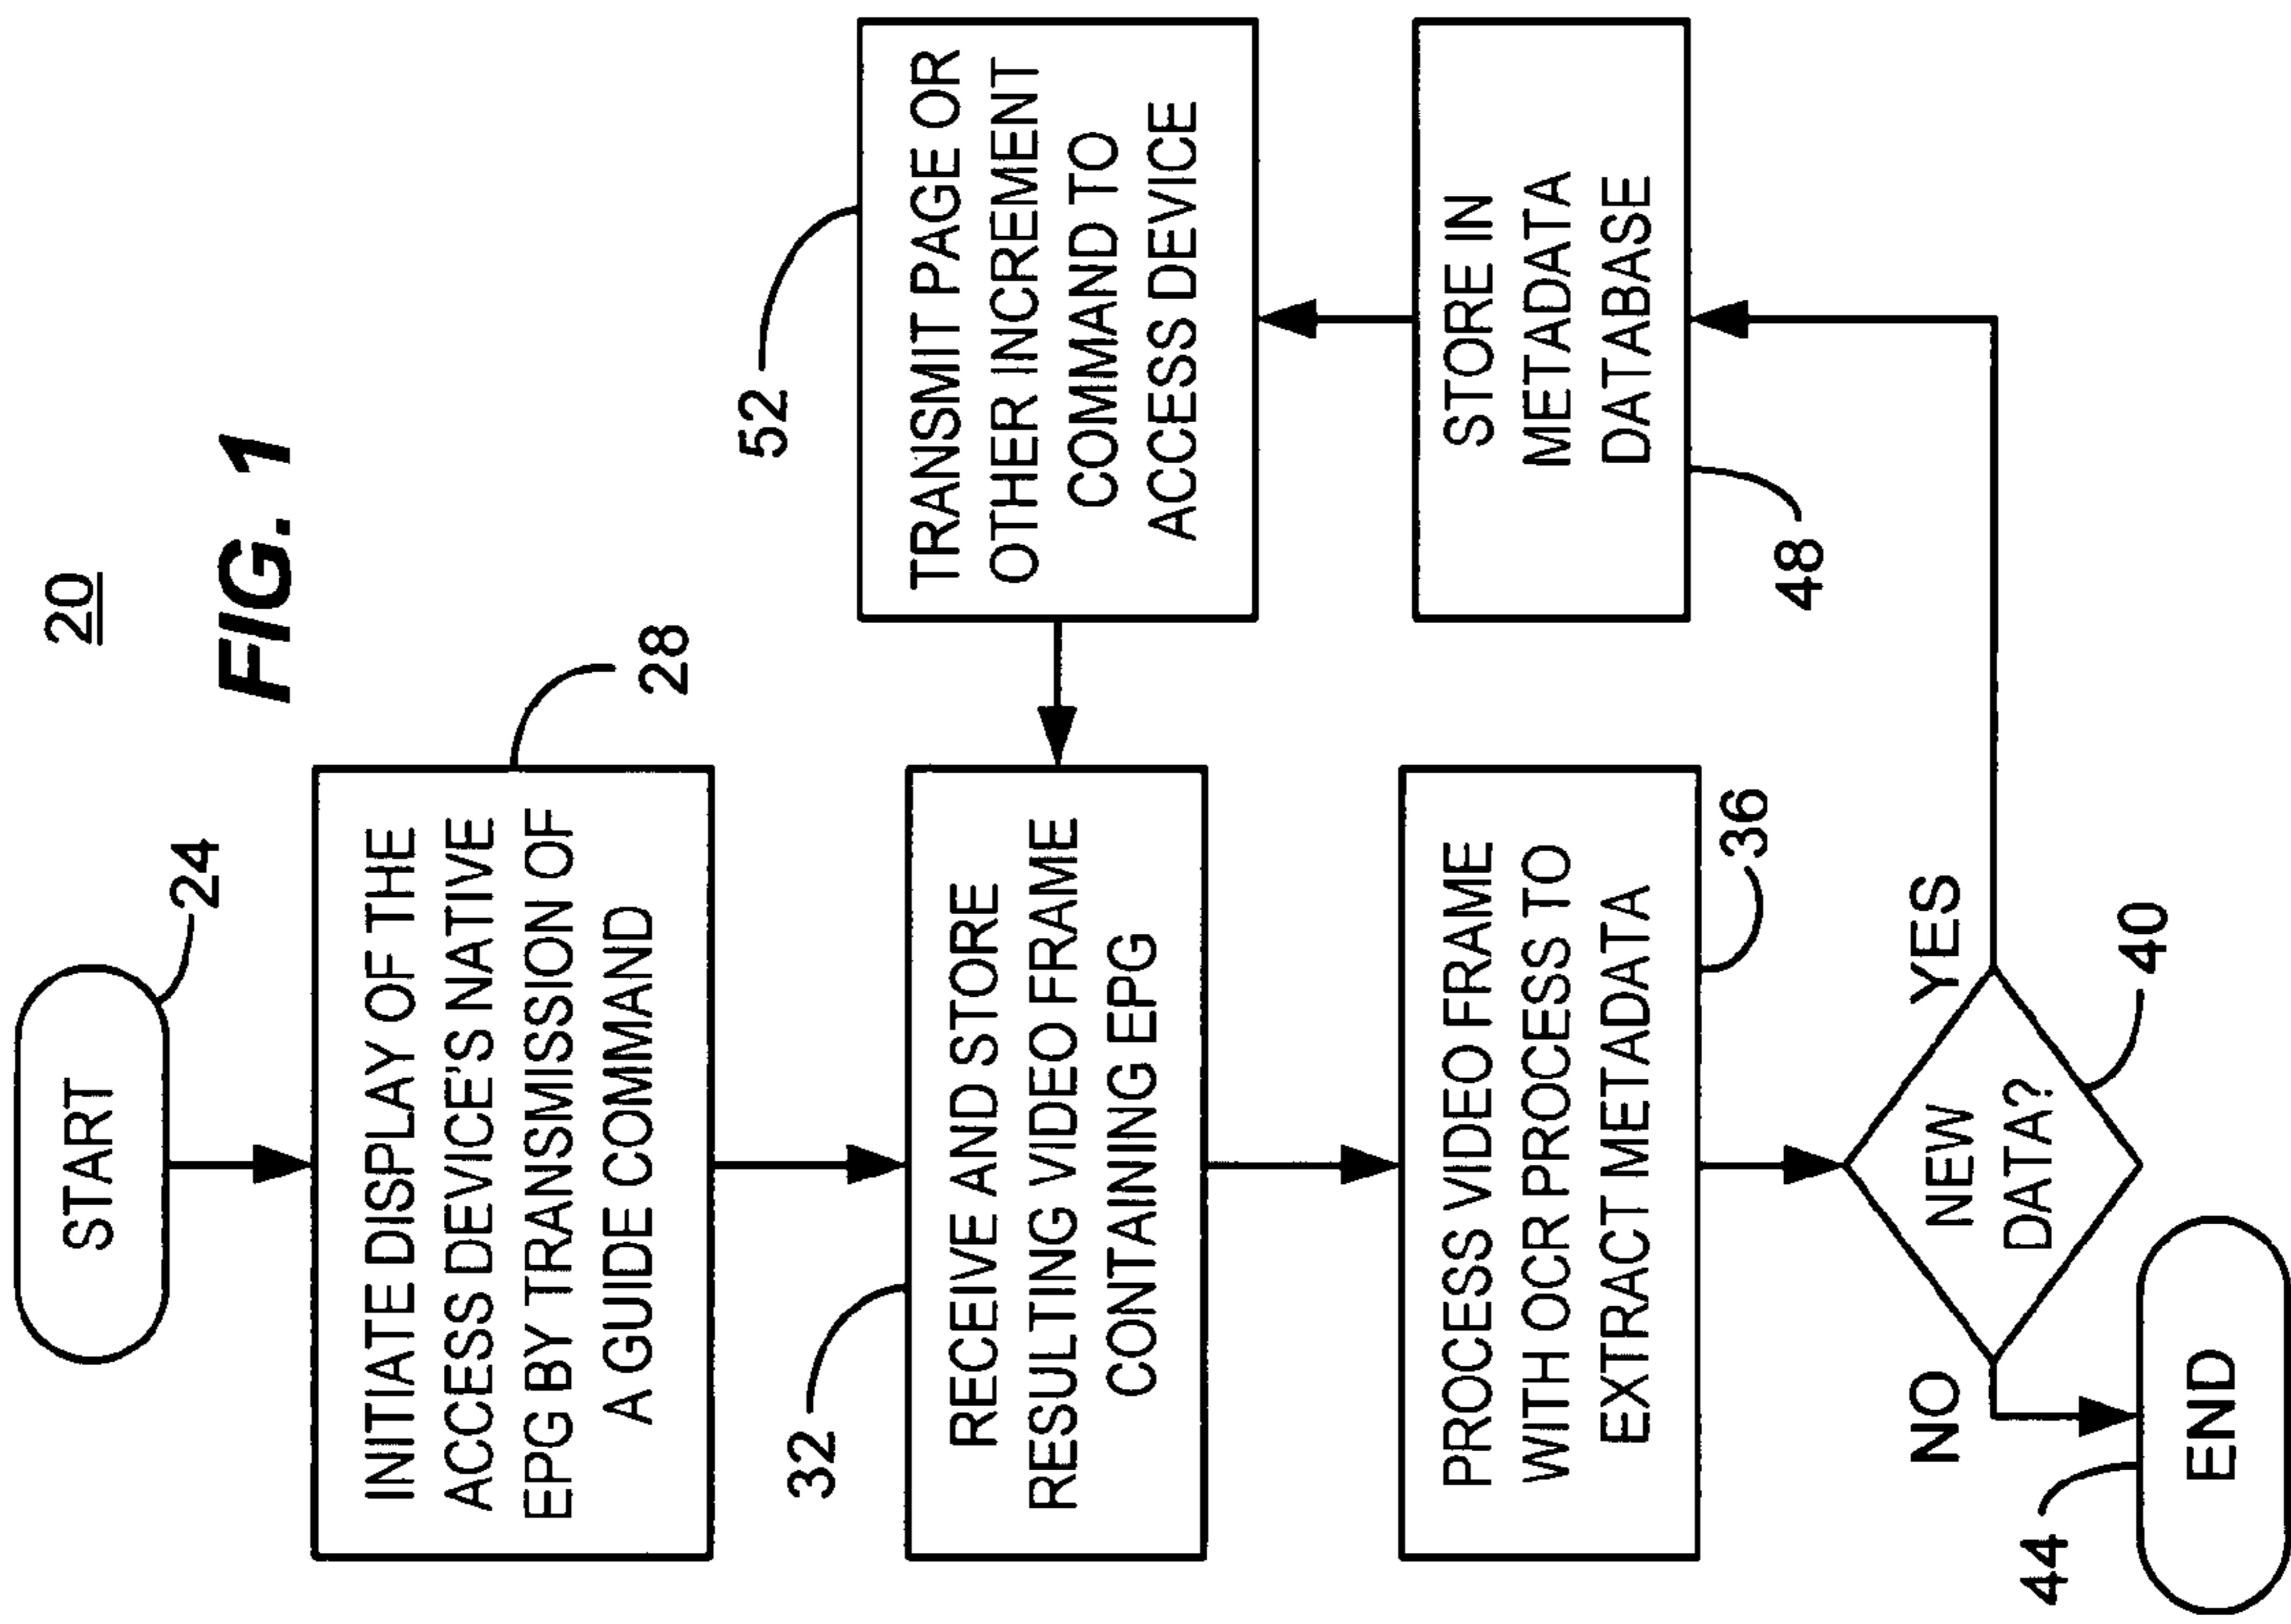 20
FIG. 1
START
24
INITIATE DISPLAY OF THE
ACCESS DEVICE'S NATIVE
EPG BY TRANSMISSION OF
A GUIDE COMMAND
28
32
RECEIVE AND STORE
RESULTING VIDEO FRAME
CONTAINING EPG
52
TRANSMIT PAGE OR
OTHER INCREMENT
COMMAND TO
ACCESS DEVICE
PROCESS VIDEO FRAME
WITH OCR PROCESS TO
EXTRACT METADATA
36
STORE IN
METADATA
DATABASE
48
NEW
DATA?
YES
40
NO
44
END